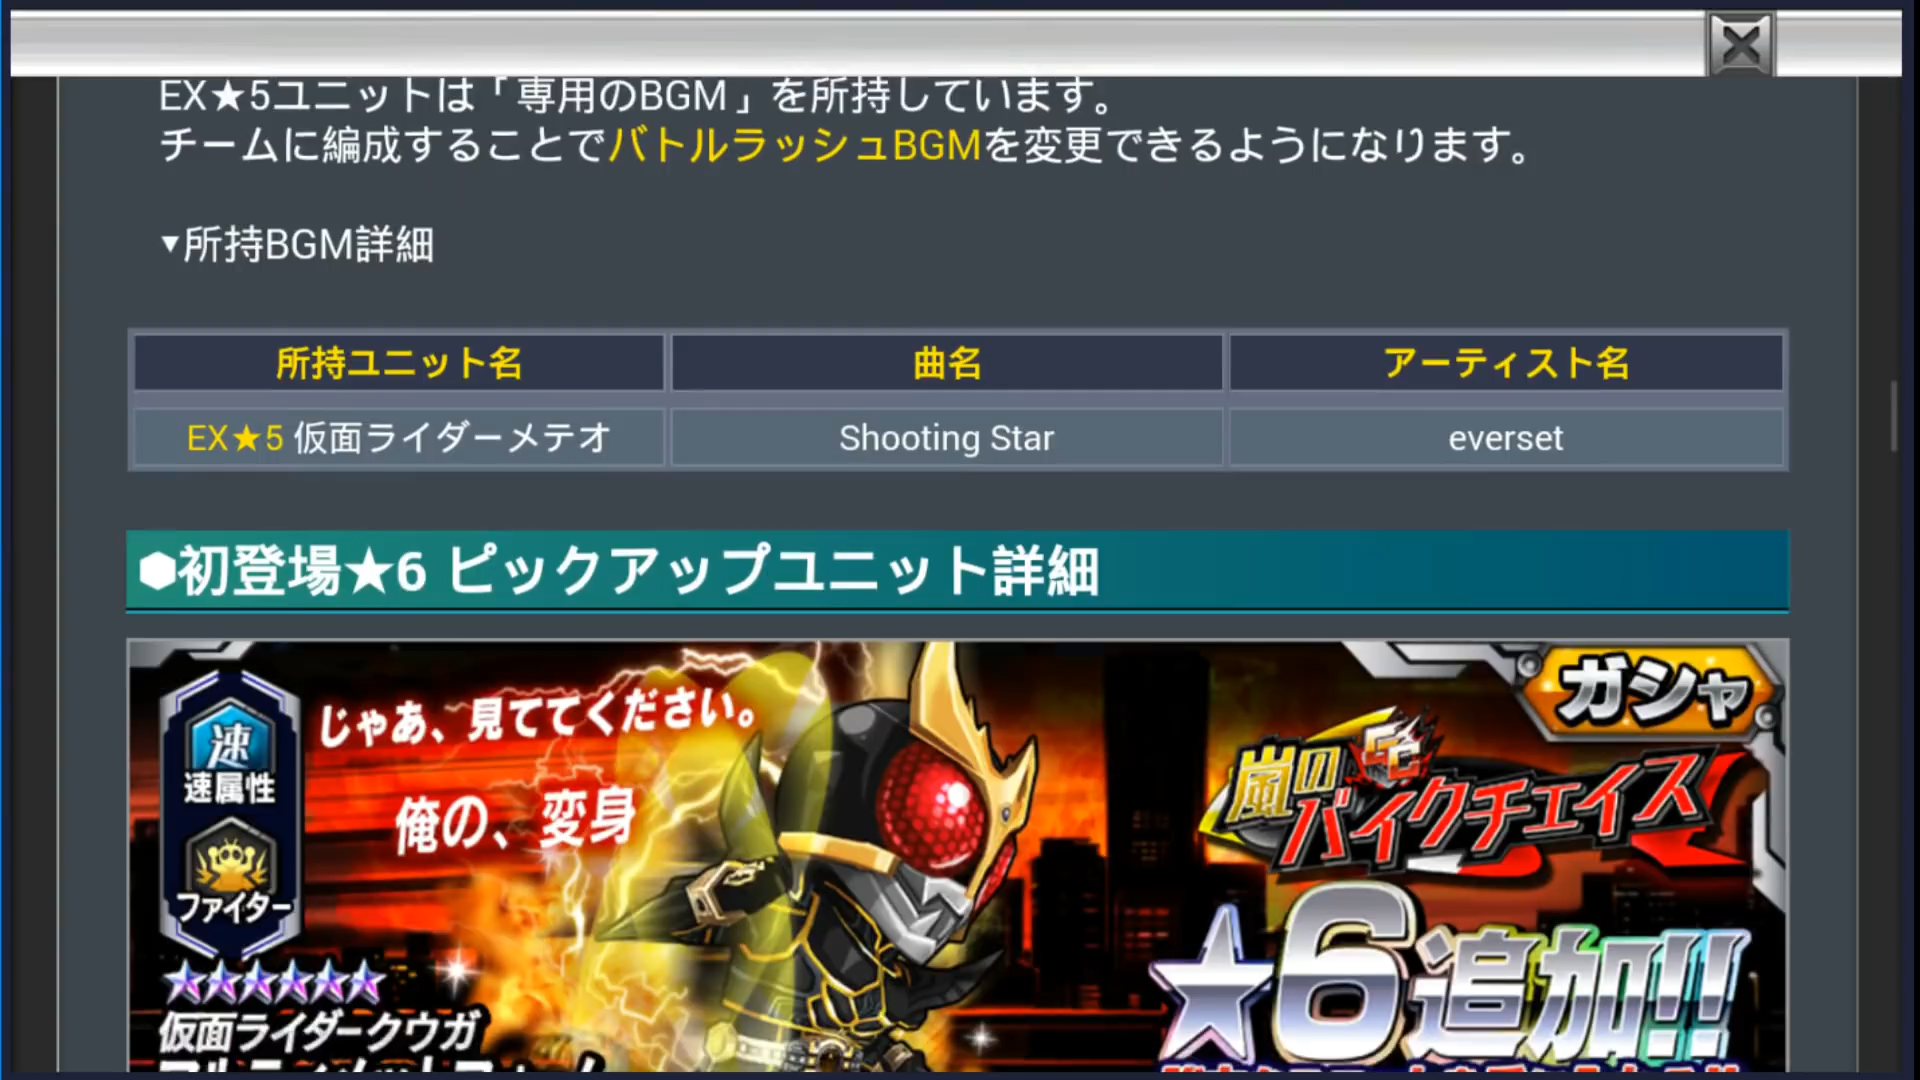 EX★5ユニットは「専用のBGM」を所持しています。
チームに編成することでバトルラッシュBGMを変更できるようになります。
▼所持BGM詳細
所持ユニット名 曲名 アーティスト名
EX★5 仮面ライダーメテオ Shooting Star everset
⬣初登場★6 ピックアップユニット詳細
速
速属性
ファイター
じゃあ、見ててください。
俺の、変身
ガシャ
嵐の
GC
バイクチェイス
★6追加!!
★★★★★★
仮面ライダークウガ